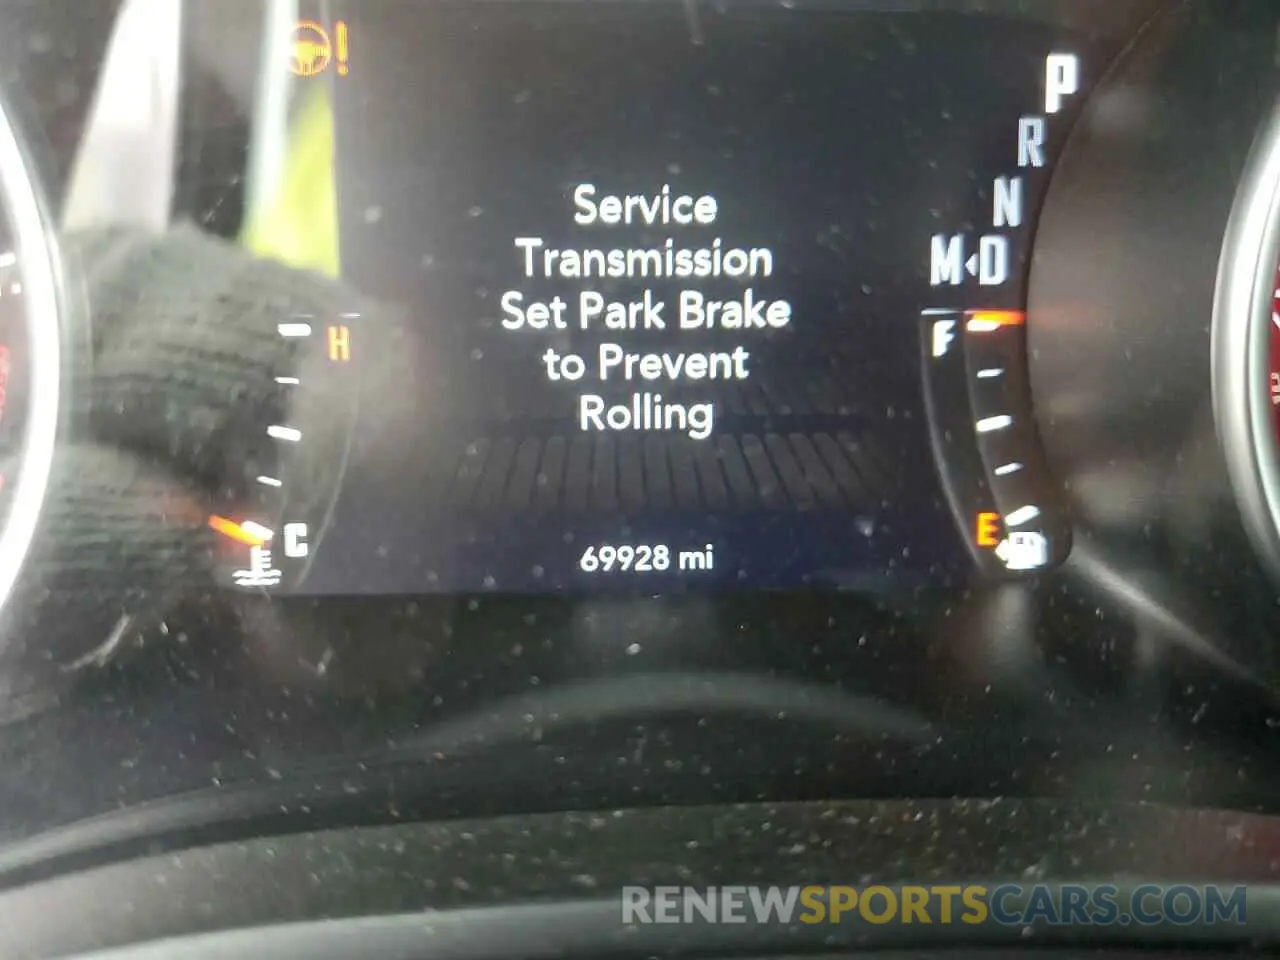 P
R
N
M◂D
Service
Transmission
Set Park Brake
to Prevent
Rolling
H
F
C
E
69928 mi
RENEWSPORTSCARS.COM